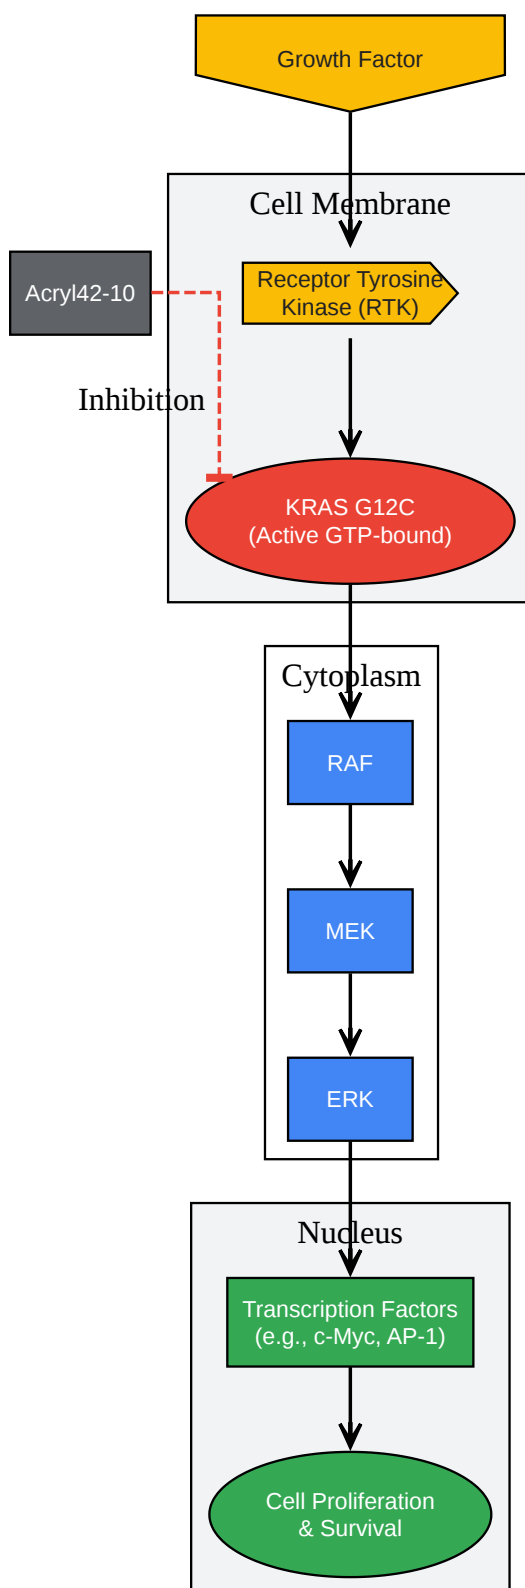 Growth Factor
Cell Membrane
Acryl42-10
Receptor Tyrosine
Kinase (RTK)
Inhibition
KRAS G12C
(Active GTP-bound)
Cytoplasm
RAF
MEK
ERK
Nucleus
Transcription Factors
(e.g., c-Myc, AP-1)
Cell Proliferation
& Survival